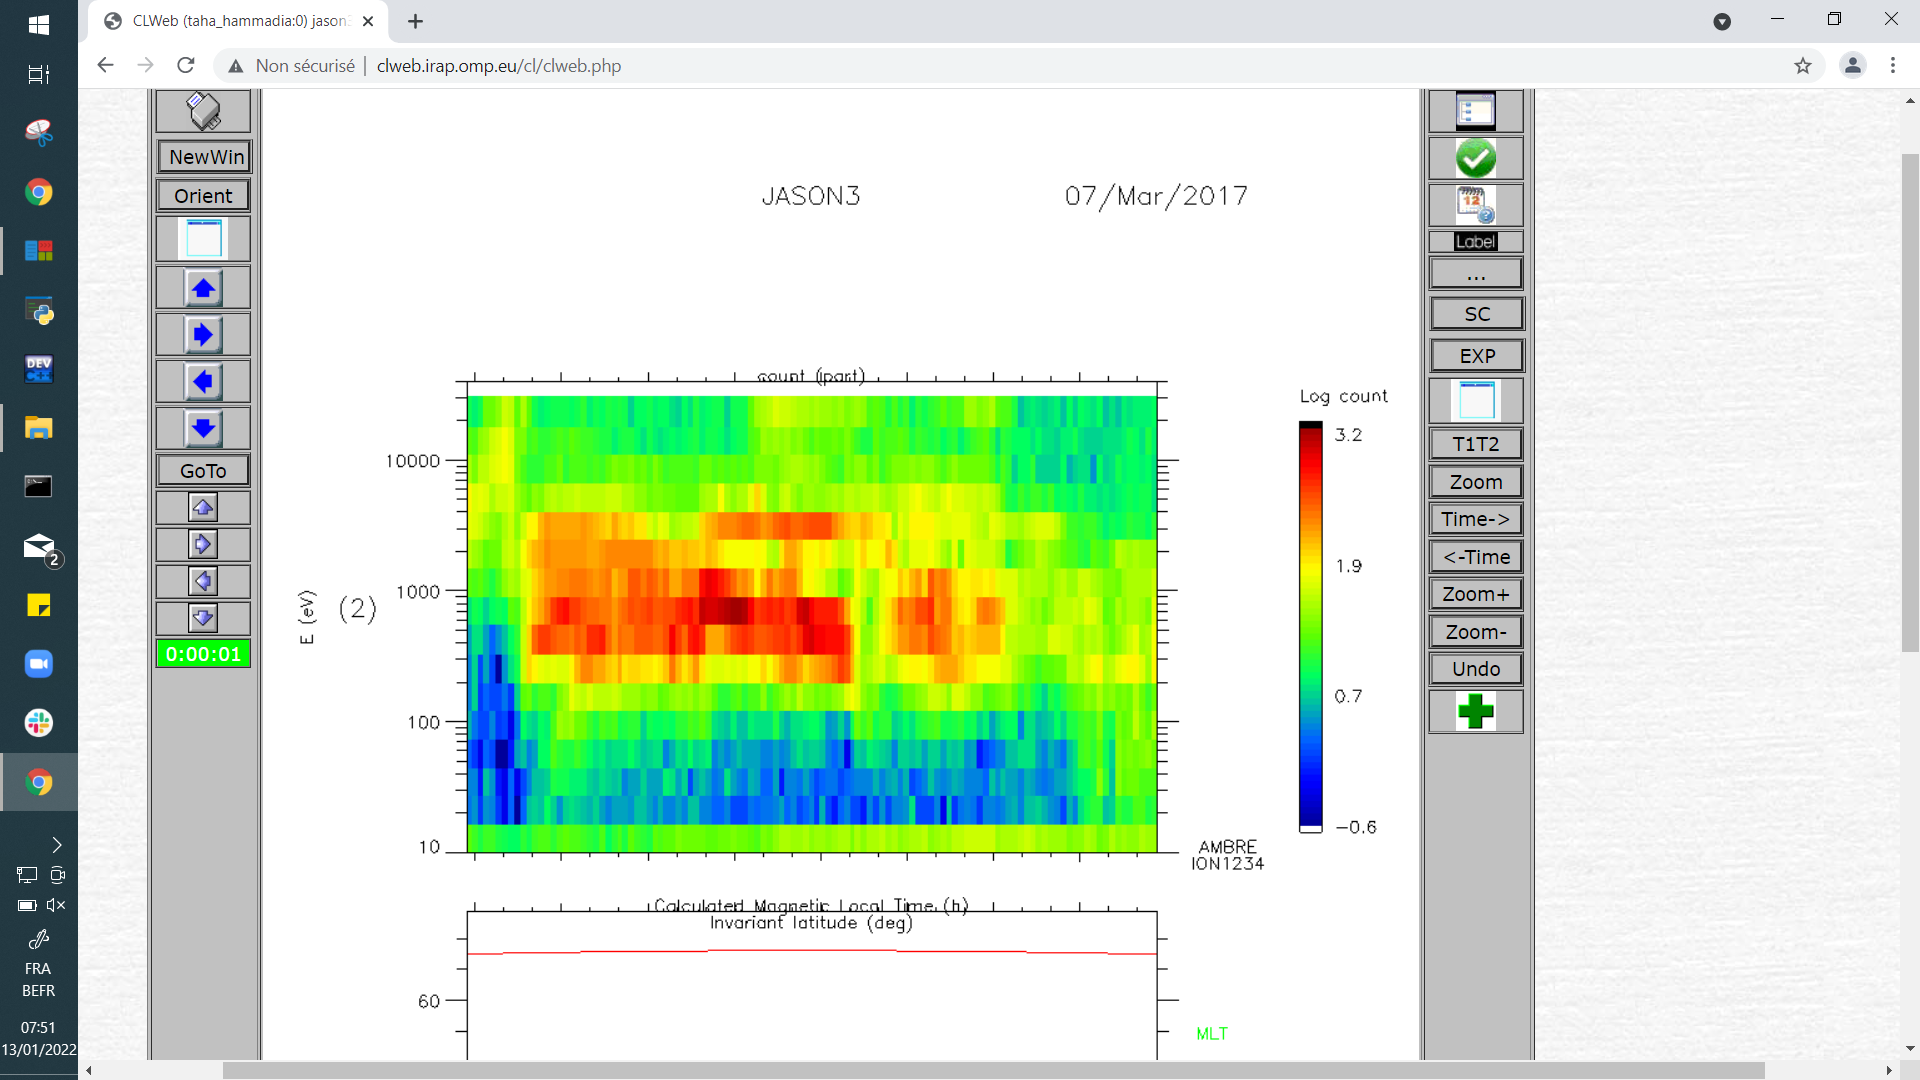 CLWeb (taha_hammadia:0) jason
Non sécurisé
clweb.irap.omp.eu/cl/clweb.php
NewWin
Orient
GoTo
0:00:01
JASON3
07/Mar/2017
count (part)
10000
1000
100
10
E (eV)
(2)
Log count
3.2
1.9
0.7
−0.6
AMBRE
ION1234
Calculated Magnetic Local Time (h)
Invariant latitude (deg)
60
MLT
12
Label
...
SC
EXP
T1T2
Zoom
Time->
<-Time
Zoom+
Zoom-
Undo
DEV
C++
2
FRA
BEFR
07:51
13/01/2022